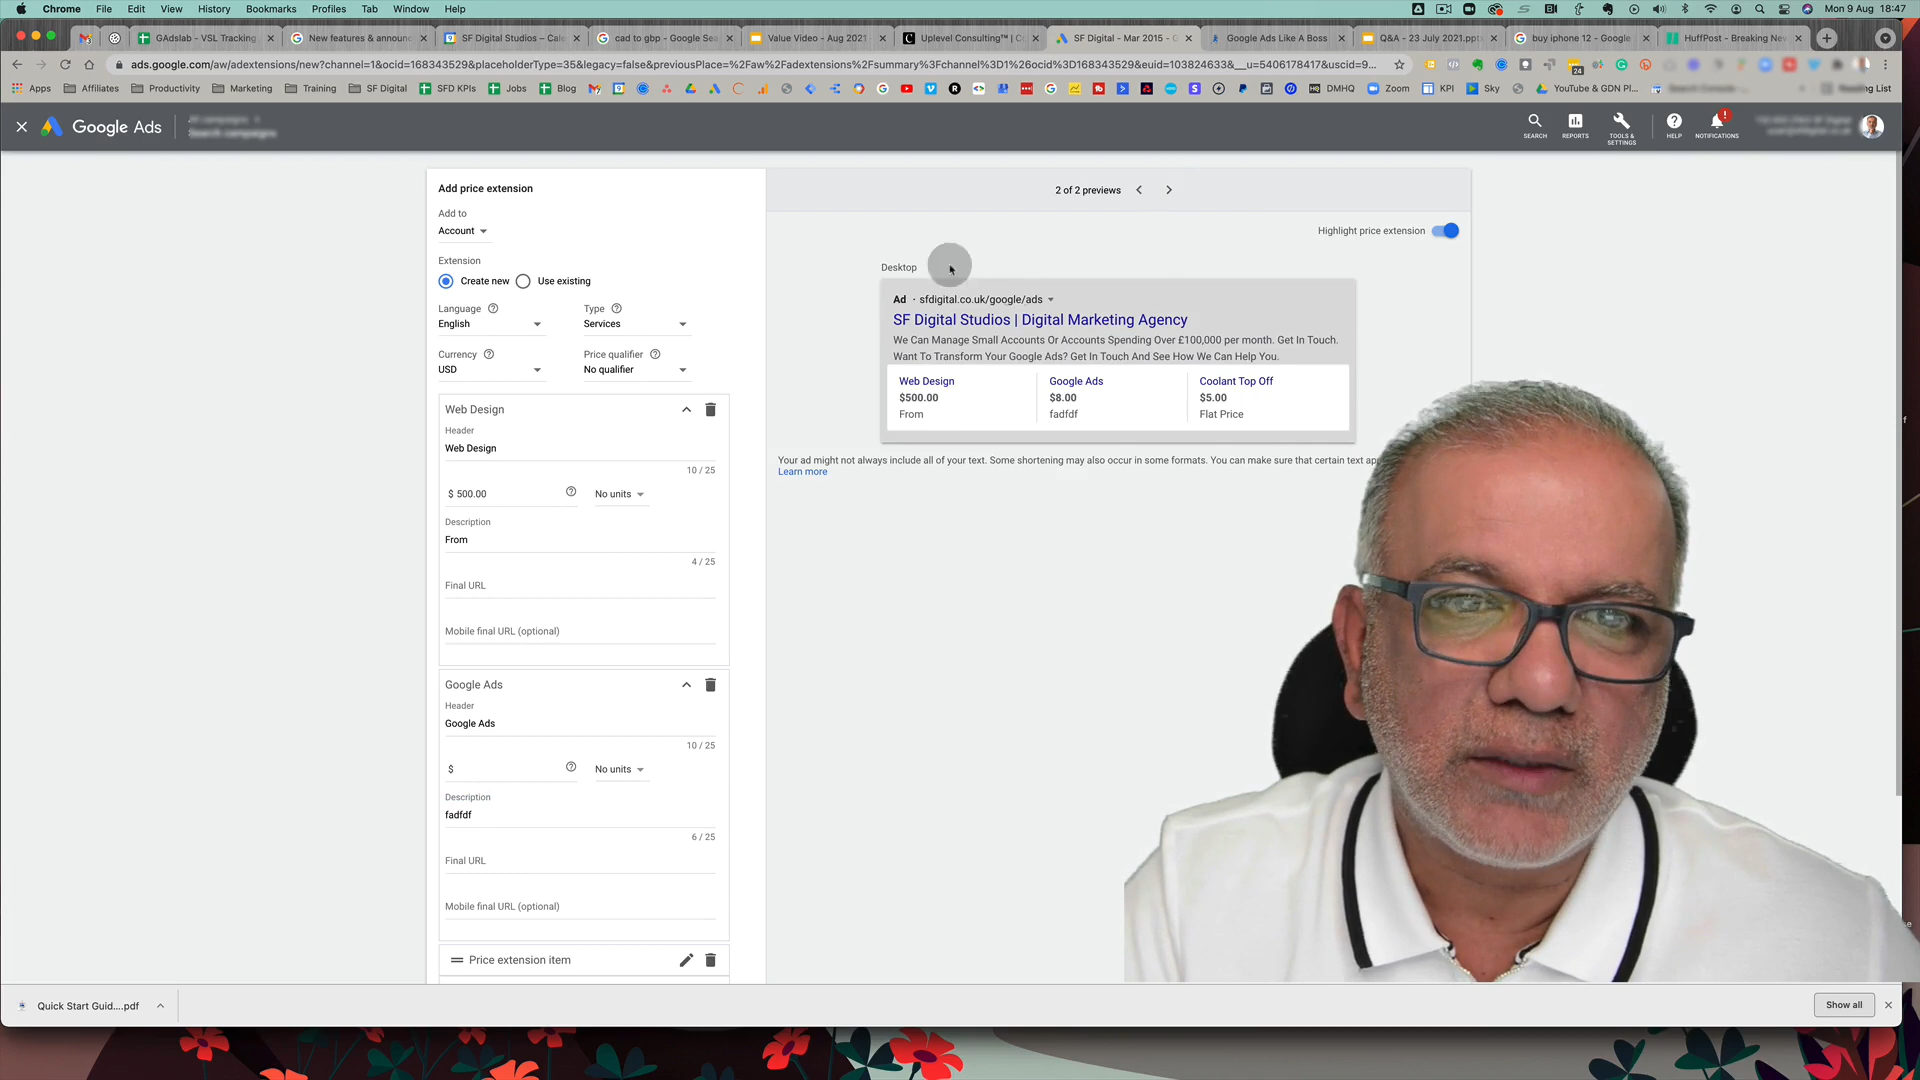 Chrome File Edit View History Bookmarks Profiles Tab Window Help
Mon 9 Aug 18:47
GAdslab - VSL Tracking
New features & announc
SF Digital Studios – Cale
cad to gbp - Google Sea
Value Video - Aug 2021
Uplevel Consulting™ | C
SF Digital - Mar 2015 - G
Google Ads Like A Boss
Q&A - 23 July 2021.pptx
buy iphone 12 - Google
HuffPost - Breaking New
ads.google.com/aw/adextensions/new?channel=1&ocid=168343529&placeholderType=35&legacy=false&previousPlace=%2Faw%2Fadextensions%2Fsummary%3Fchannel%3D1%26ocid%3D168343529&euid=103824633&__u=5406178417&uscid=9...
24
Apps Affiliates Productivity Marketing Training SF Digital SFD KPIs Jobs Blog
DMHQ Zoom KPI Sky YouTube & GDN Pl...
Google Ads
Search campaigns
SEARCH REPORTS TOOLS & SETTINGS HELP NOTIFICATIONS
Add price extension
Add to
Account
Extension
Create new Use existing
Language Type
English Services
Currency Price qualifier
USD No qualifier
Web Design
Header
Web Design
10 / 25
$ 500.00 No units
Description
From
4 / 25
Final URL
Mobile final URL (optional)
Google Ads
Header
Google Ads
10 / 25
$ No units
Description
fadfdf
6 / 25
Final URL
Mobile final URL (optional)
Price extension item
2 of 2 previews
Highlight price extension
Desktop
Ad · sfdigital.co.uk/google/ads
SF Digital Studios | Digital Marketing Agency
We Can Manage Small Accounts Or Accounts Spending Over £100,000 per month. Get In Touch.
Want To Transform Your Google Ads? Get In Touch And See How We Can Help You.
Web Design Google Ads Coolant Top Off
$500.00 $8.00 $5.00
From fadfdf Flat Price
Your ad might not always include all of your text. Some shortening may also occur in some formats. You can make sure that certain text
Learn more
Quick Start Guid....pdf
Show all